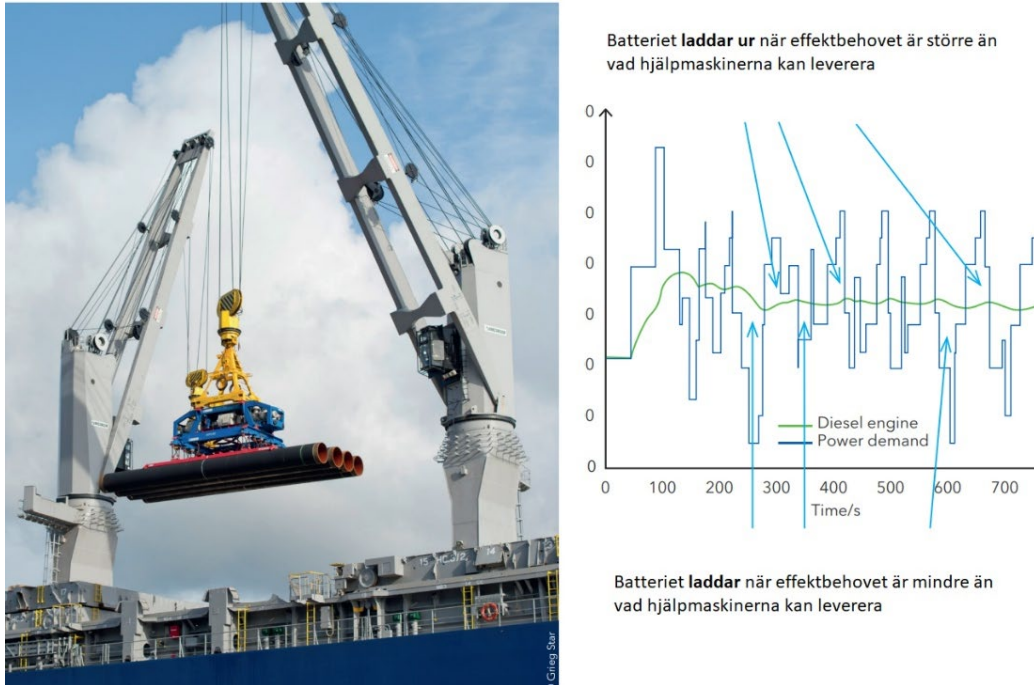 Batteriet laddar ur när effektbehovet är större än
vad hjälpmaskinerna kan leverera
0
0
0
0
0
0
0
0
Diesel engine
Power demand
0
100
200
300
400
500
600
700
Time/s
Batteriet laddar när effektbehovet är mindre än
vad hjälpmaskinerna kan leverera
Grieg Star